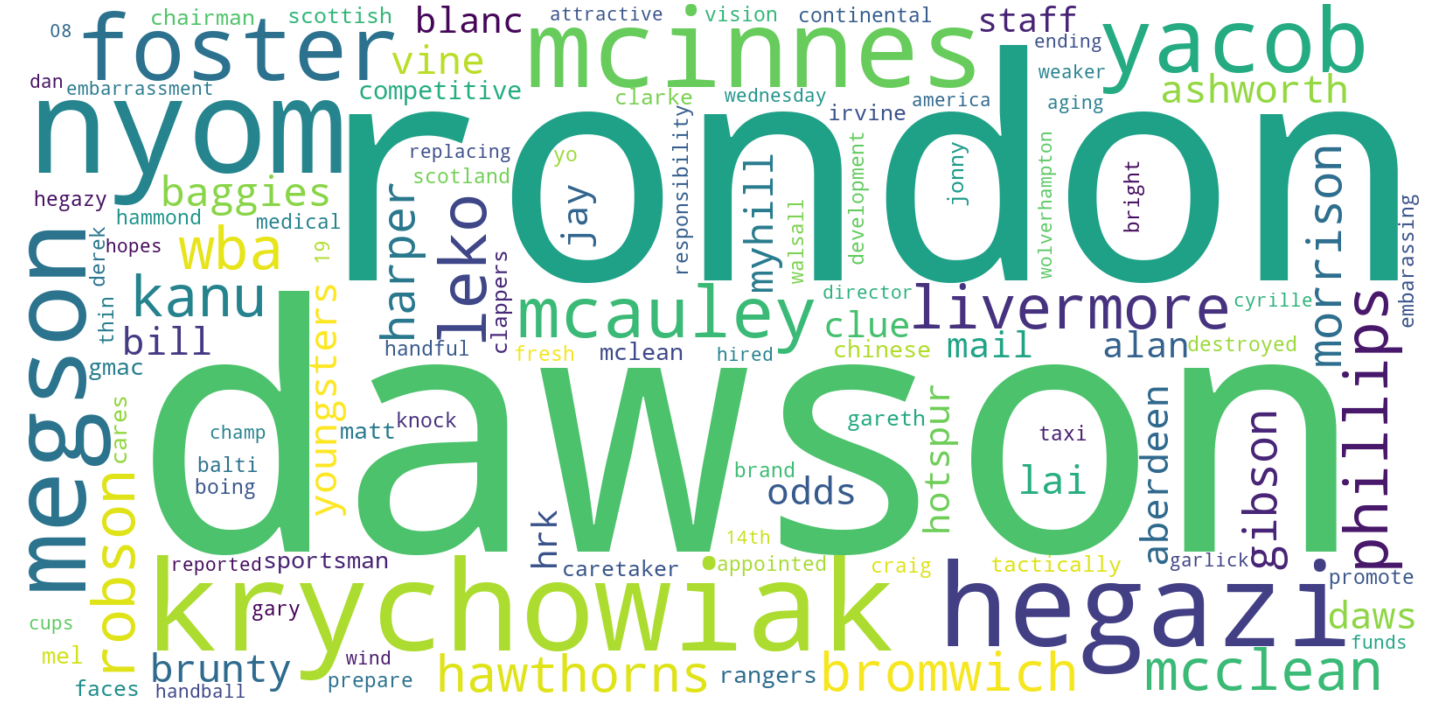 08
chairman
scottish
blanc
attractive
vision
continental
staff
foster
mcinnes
yacob
ending
vine
weaker
dan
embarrassment
competitive
clarke
wednesday
america
irvine
aging
ashworth
nyom
rondon
replacing
scotland
yo
jay
responsibility
myhill
walsall
development
jonny
wolverhampton
bright
morrison
embarassing
hegazy
baggies
hammond
medical
derek
hopes
wba
19
harper
leko
clappers
megson
thin
kanu
bill
gmac
youngsters
handful
mcauley
director
clue
livermore
cyrille
fresh
mclean
hired
chinese
mail
alan
destroyed
phillips
dawson
cares
champ
balti
boing
matt
knock
gareth
hotspur
taxi
lai
aberdeen
gibson
brand
odds
robson
hrk
14th
reported
sportsman
caretaker
appointed
craig
tactically
garlick
promote
krychowiak
gary
hegazi
daws
funds
cups
mel
faces
brunty
handball
wind
prepare
hawthorns
rangers
bromwich
mcclean